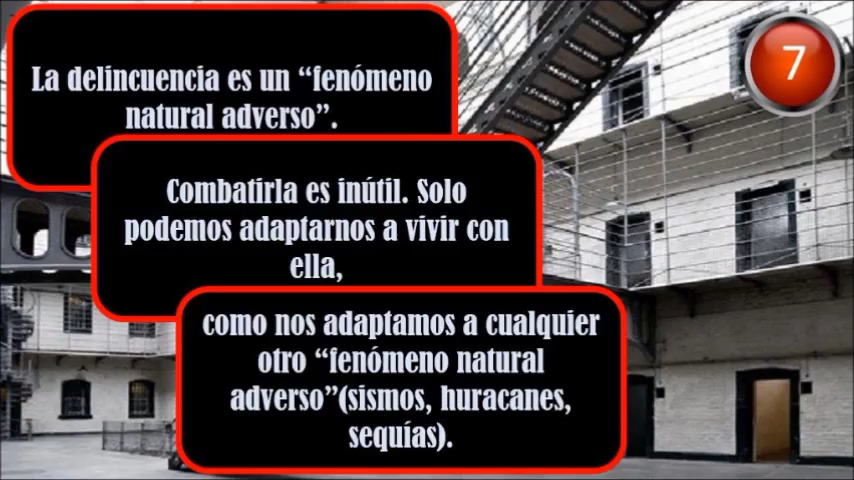 La delincuencia es un “fenómeno
natural adverso”.
Combatirla es inútil. Solo
podemos adaptarnos a vivir con
ella,
como nos adaptamos a cualquier
otro “fenómeno natural
adverso”(sismos, huracanes,
sequías).
7